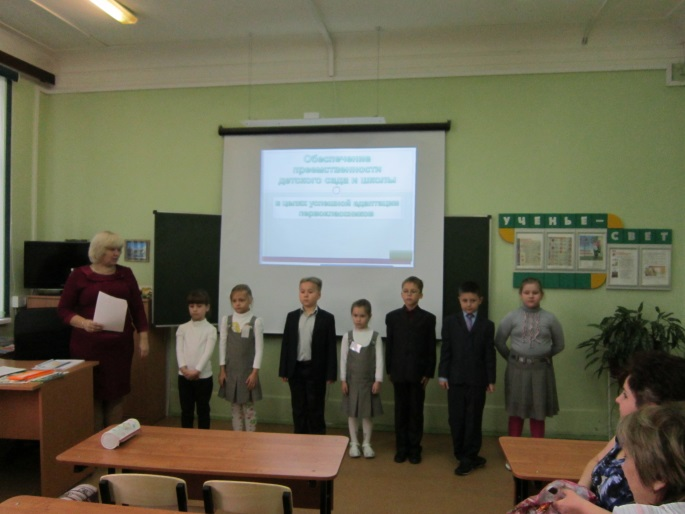 Обеспечение
преемственности
детского сада и школы
в целях успешной адаптации
первоклассников
УЧЕНЬЕ -
СВЕТ